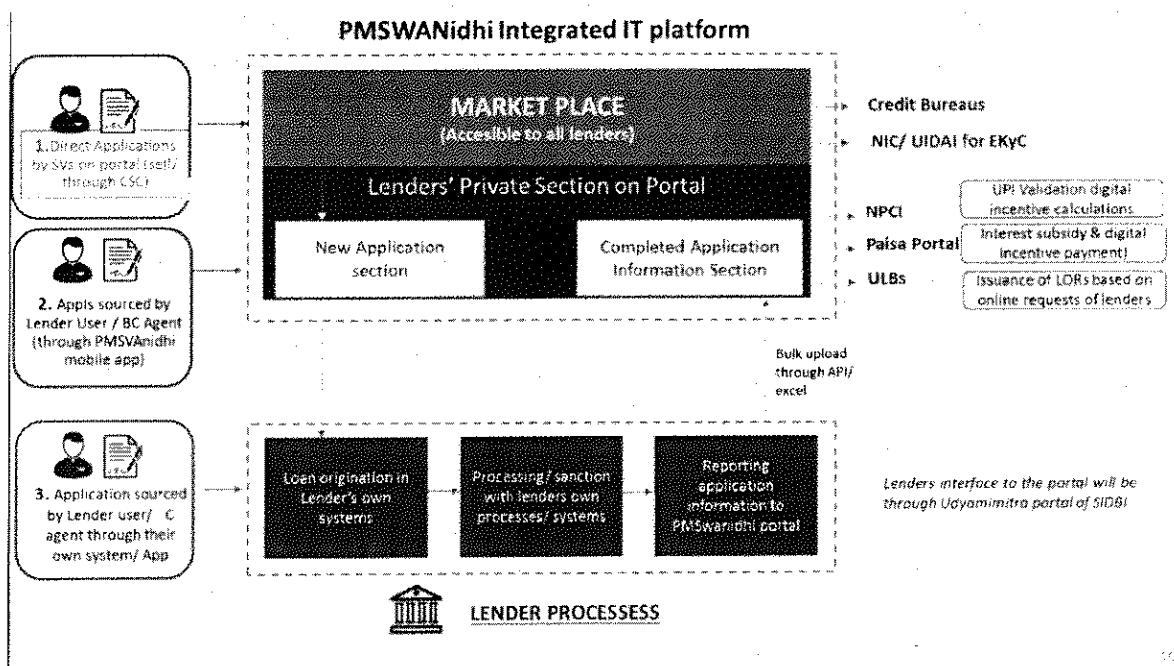 PMSWANidhi Integrated IT platform
1.Direct Applications
by SVs on portal (self/
through CSC)
MARKET PLACE
(Accesible to all lenders)
Lenders' Private Section on Portal
New Application
section
Completed Application
Information Section
Credit Bureaus
NIC/ UIDAI for EKyC
NPCI
UPI Validation digital
incentive calculations
Paisa Portal
Interest subsidy & digital
incentive payment)
ULBs
Issuance of LORs based on
online requests of lenders
2. Appls sourced by
Lender User / BC Agent
(through PMSVAnidhi
mobile app)
Bulk upload
through API/
excel
3. Application sourced
by Lender user/ C
agent through their
own system/ App
Loan origination in
Lender's own
systems
Processing/ sanction
with lenders own
processes/ systems
Reporting
application
information to
PMSwanidhi portal
Lenders interface to the portal will be
through Udyamimitra portal of SIDBI
LENDER PROCESSESS